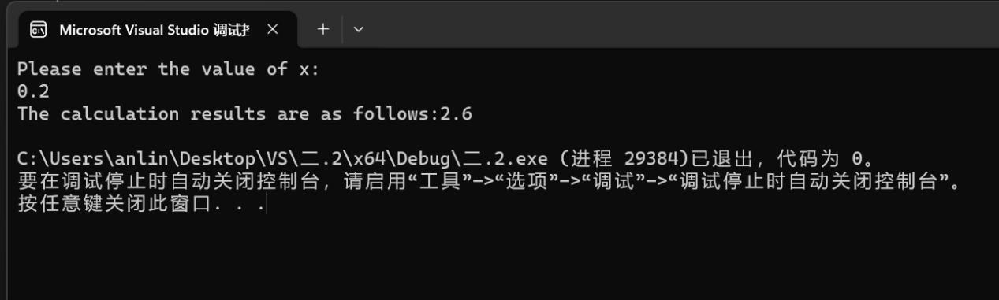 Microsoft Visual Studio 调试
Please enter the value of x:
0.2
The calculation results are as follows:2.6
C:\Users\anlin\Desktop\VS\二.2\x64\Debug\二.2.exe (进程 29384)已退出，代码为 0。
要在调试停止时自动关闭控制台，请启用“工具”->“选项”->“调试”->“调试停止时自动关闭控制台”。
按任意键关闭此窗口. . .